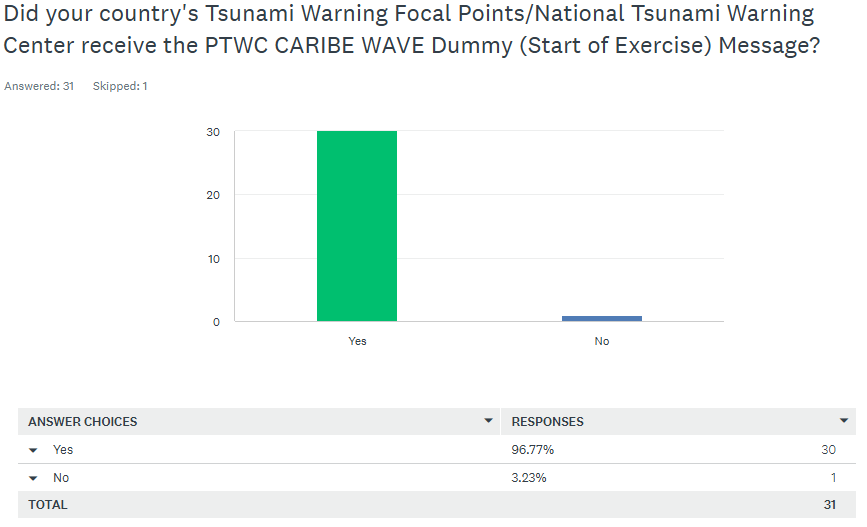 Did your country's Tsunami Warning Focal Points/National Tsunami Warning
Center receive the PTWC CARIBE WAVE Dummy (Start of Exercise) Message?
Answered: 31 Skipped: 1
30
20
10
0
Yes No
ANSWER CHOICES RESPONSES
Yes 96.77% 30
No 3.23% 1
TOTAL 31